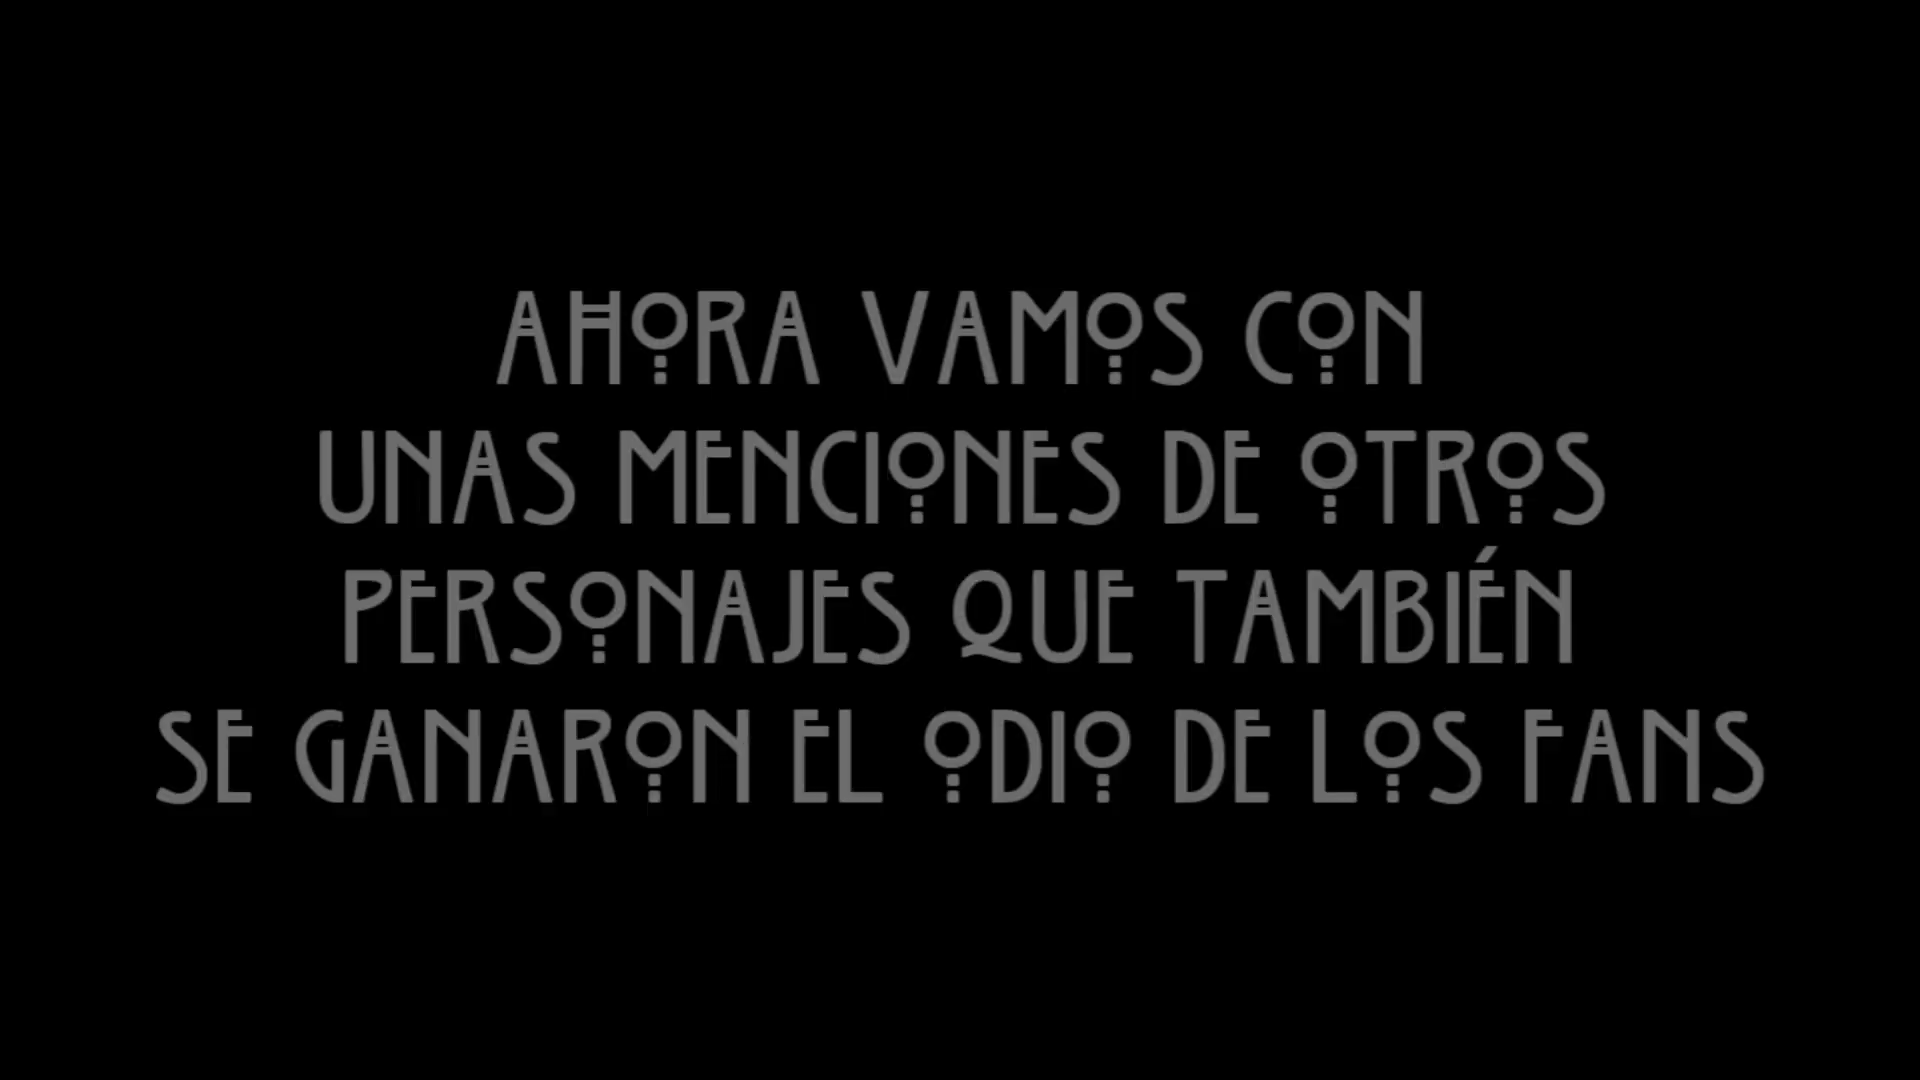 AHORA VAMOS CON
UNAS MENCIONES DE OTROS
PERSONAJES QUE TAMBIÉN
SE GANARON EL ODIO DE LOS FANS